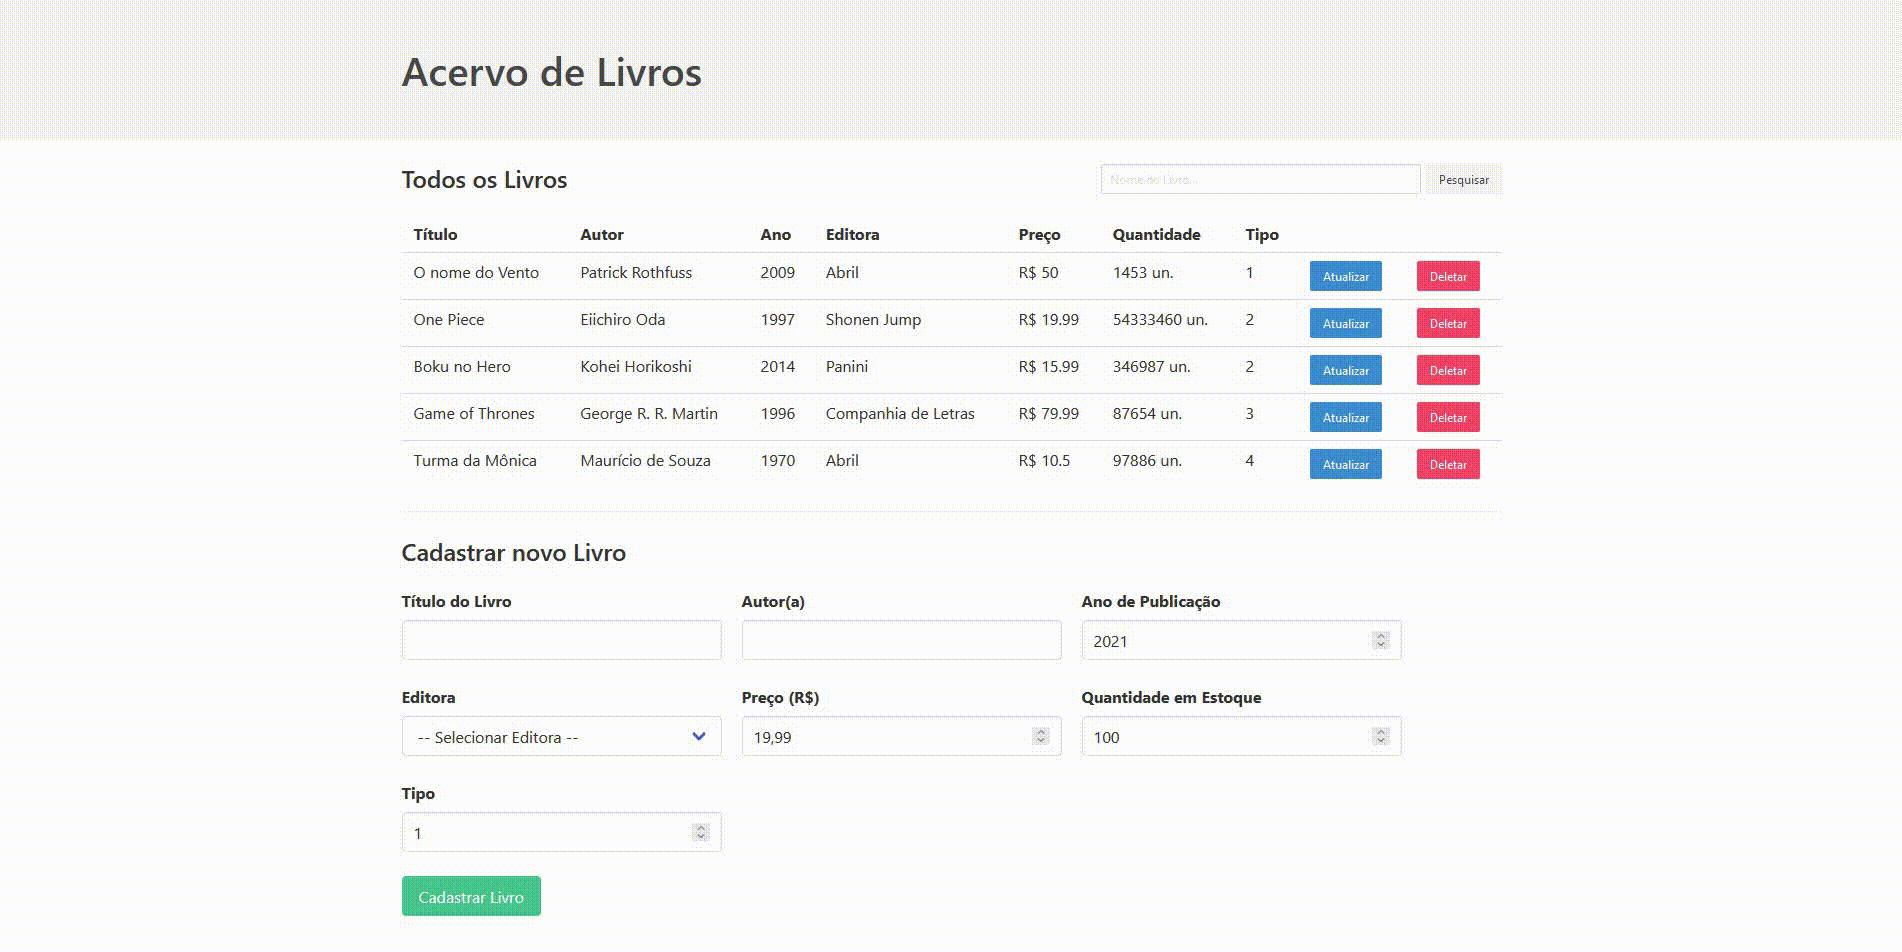 Acervo de Livros
Todos os Livros
Nome do Livro...
Pesquisar
Título Autor Ano Editora Preço Quantidade Tipo
O nome do Vento Patrick Rothfuss 2009 Abril R$ 50 1453 un. 1 Atualizar Deletar
One Piece Eiichiro Oda 1997 Shonen Jump R$ 19.99 54333460 un. 2 Atualizar Deletar
Boku no Hero Kohei Horikoshi 2014 Panini R$ 15.99 346987 un. 2 Atualizar Deletar
Game of Thrones George R. R. Martin 1996 Companhia de Letras R$ 79.99 87654 un. 3 Atualizar Deletar
Turma da Mônica Maurício de Souza 1970 Abril R$ 10.5 97886 un. 4 Atualizar Deletar
Cadastrar novo Livro
Título do Livro Autor(a) Ano de Publicação
2021
Editora Preço (R$) Quantidade em Estoque
-- Selecionar Editora -- 19,99 100
Tipo
1
Cadastrar Livro